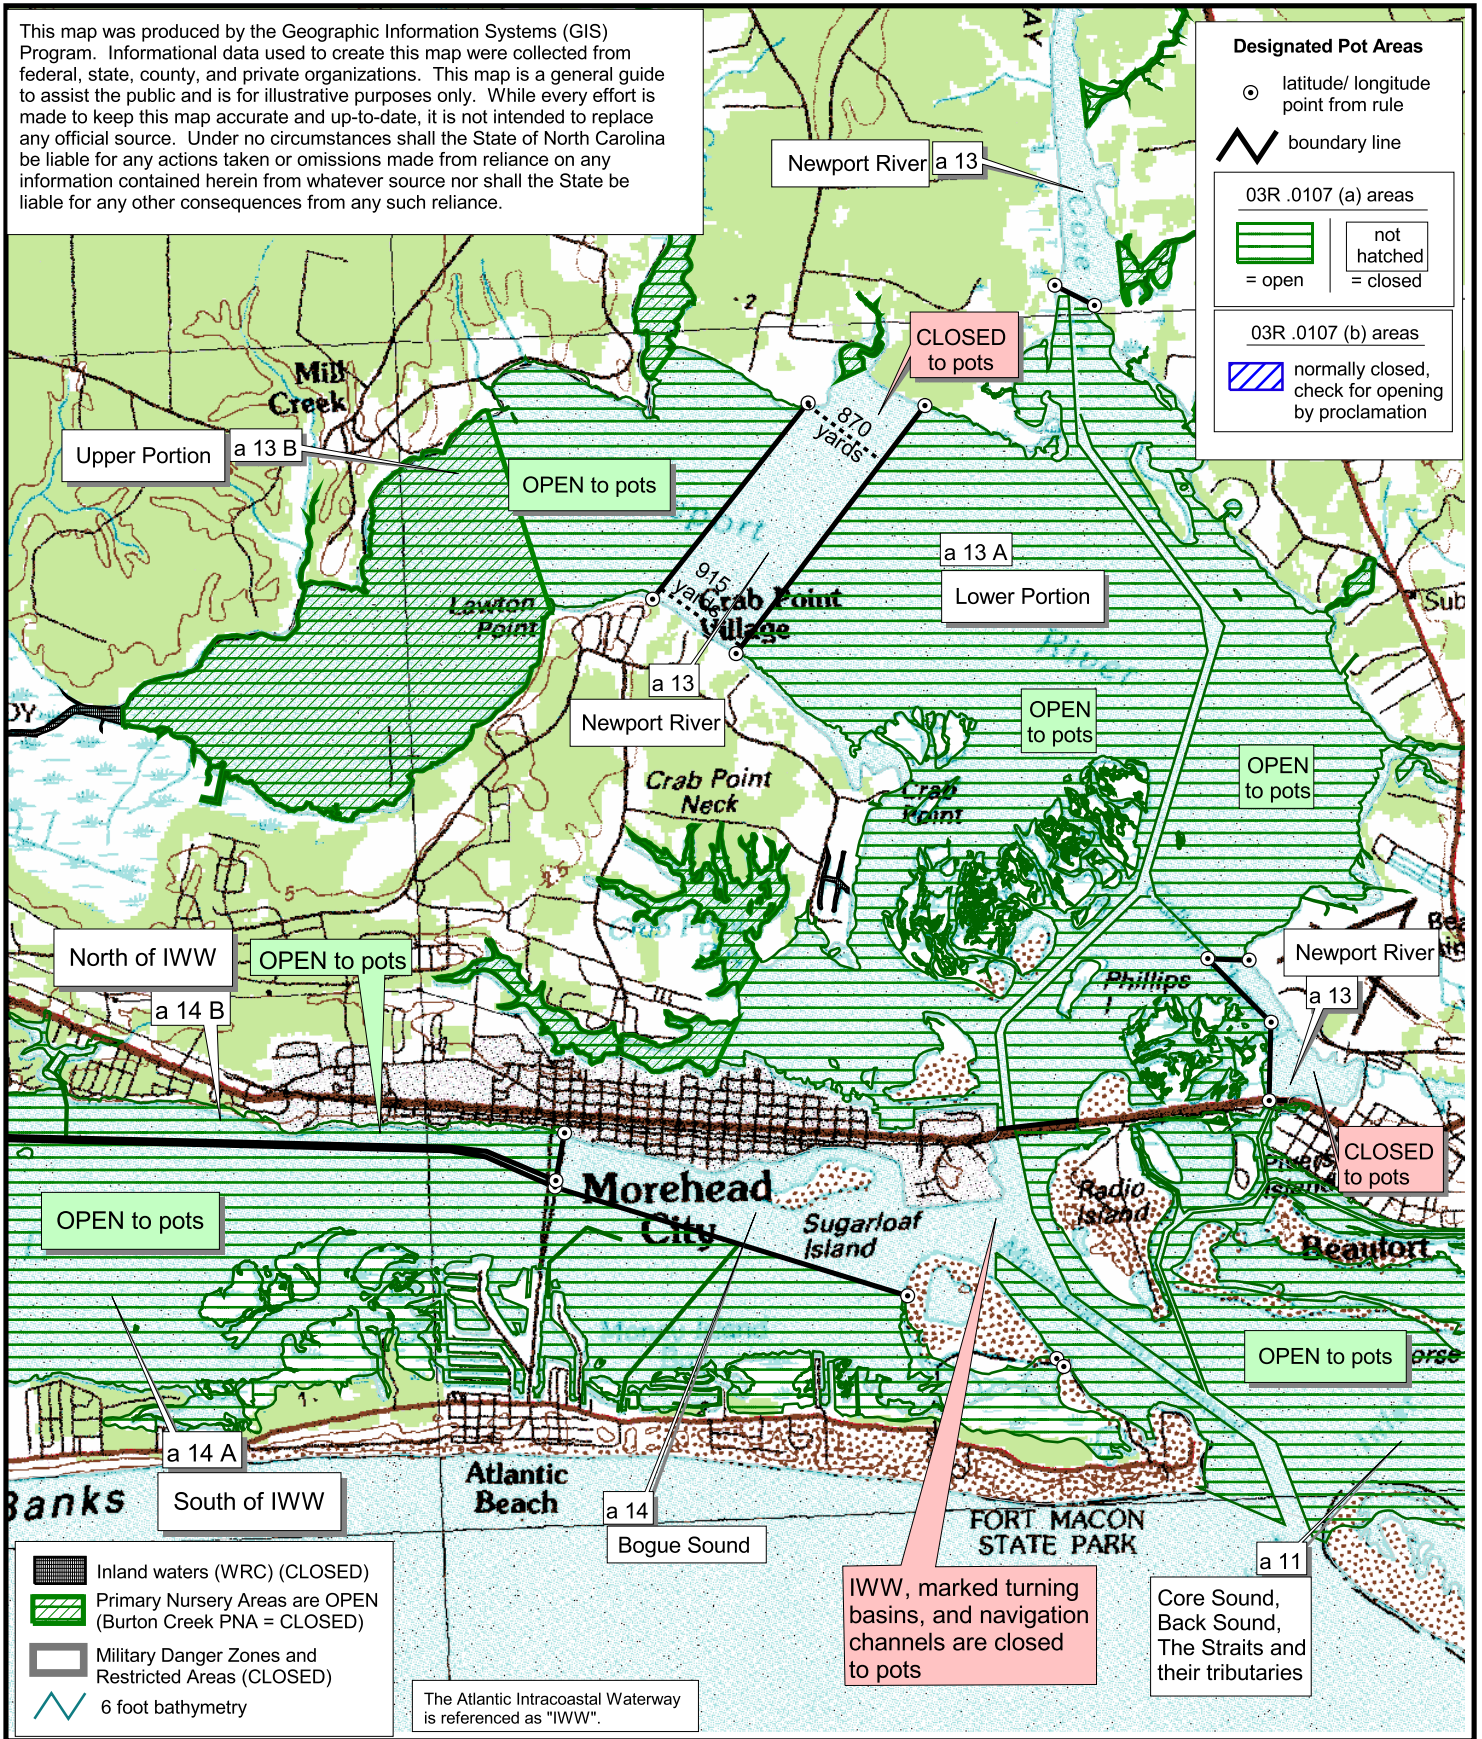 This map was produced by the Geographic Information Systems (GIS)
Program. Informational data used to create this map were collected from
federal, state, county, and private organizations. This map is a general guide
to assist the public and is for illustrative purposes only. While every effort is
made to keep this map accurate and up-to-date, it is not intended to replace
any official source. Under no circumstances shall the State of North Carolina
be liable for any actions taken or omissions made from reliance on any
information contained herein from whatever source nor shall the State be
liable for any other consequences from any such reliance.
Designated Pot Areas
latitude/ longitude
point from rule
boundary line
03R .0107 (a) areas
= open
not
hatched
= closed
03R .0107 (b) areas
normally closed,
check for opening
by proclamation
WAY
Newport River
a 13
Core
2
CLOSED
to pots
Mill
Creek
870
yards
Upper Portion
a 13 B
OPEN to pots
Port
a 13 A
Lower Portion
915
yards
Crab Point
Village
Lawton
Point
Sub
River
a 13
Newport River
OPEN
to pots
OPEN
to pots
Crab Point
Neck
Crab
Point
5
North of IWW
OPEN to pots
a 14 B
Phillips
Newport River
a 13
CLOSED
to pots
Morehead
City
Sugarloaf
Island
Radio
Island
Pivers
Island
Beaufort
OPEN to pots
OPEN to pots
a 14 A
South of IWW
Banks
Atlantic
Beach
a 14
Bogue Sound
FORT MACON
STATE PARK
a 11
Core Sound,
Back Sound,
The Straits and
their tributaries
IWW, marked turning
basins, and navigation
channels are closed
to pots
Inland waters (WRC) (CLOSED)
Primary Nursery Areas are OPEN
(Burton Creek PNA = CLOSED)
Military Danger Zones and
Restricted Areas (CLOSED)
6 foot bathymetry
The Atlantic Intracoastal Waterway
is referenced as "IWW".